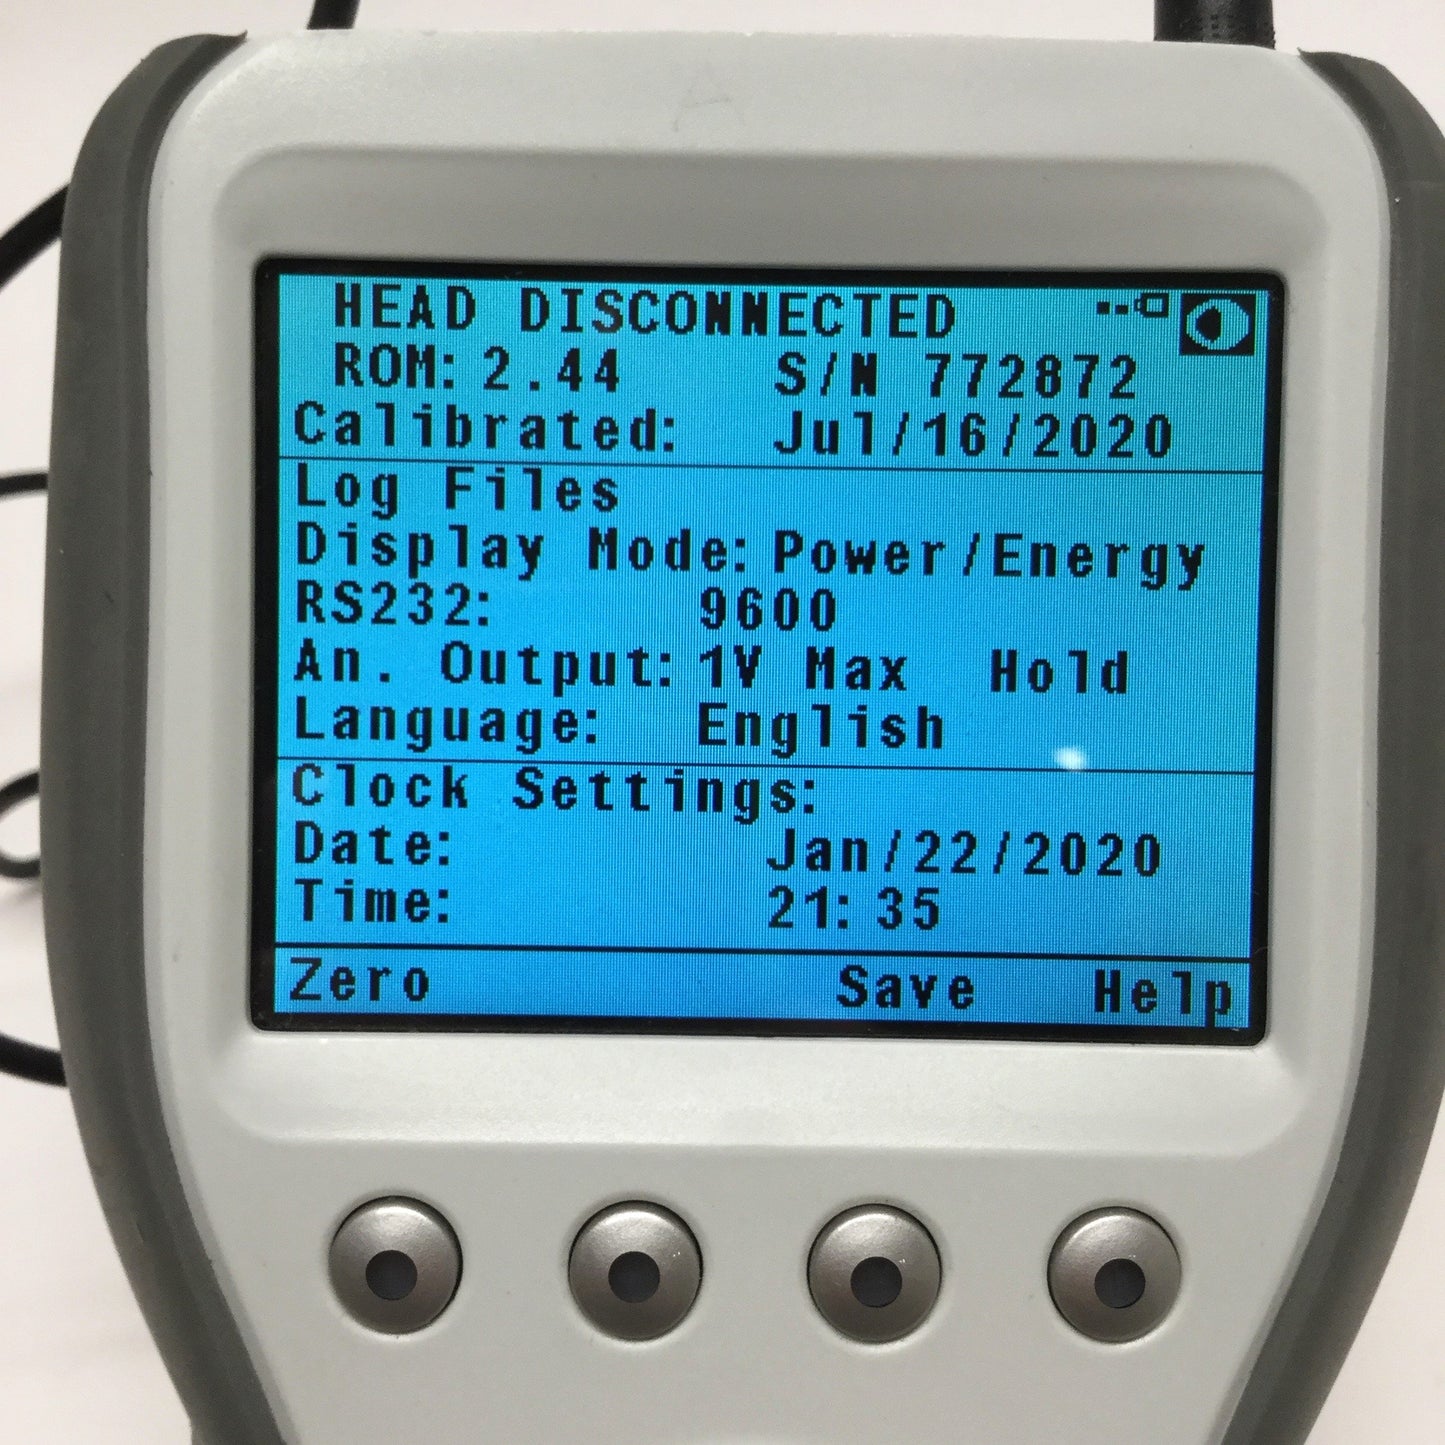 HEAD DISCONNECTED
ROM: 2.44 S/N 772872
Calibrated: Jul/16/2020
Log Files
Display Mode: Power/Energy
RS232: 9600
An. Output: 1V Max Hold
Language: English
Clock Settings:
Date: Jan/22/2020
Time: 21:35
Zero Save Help